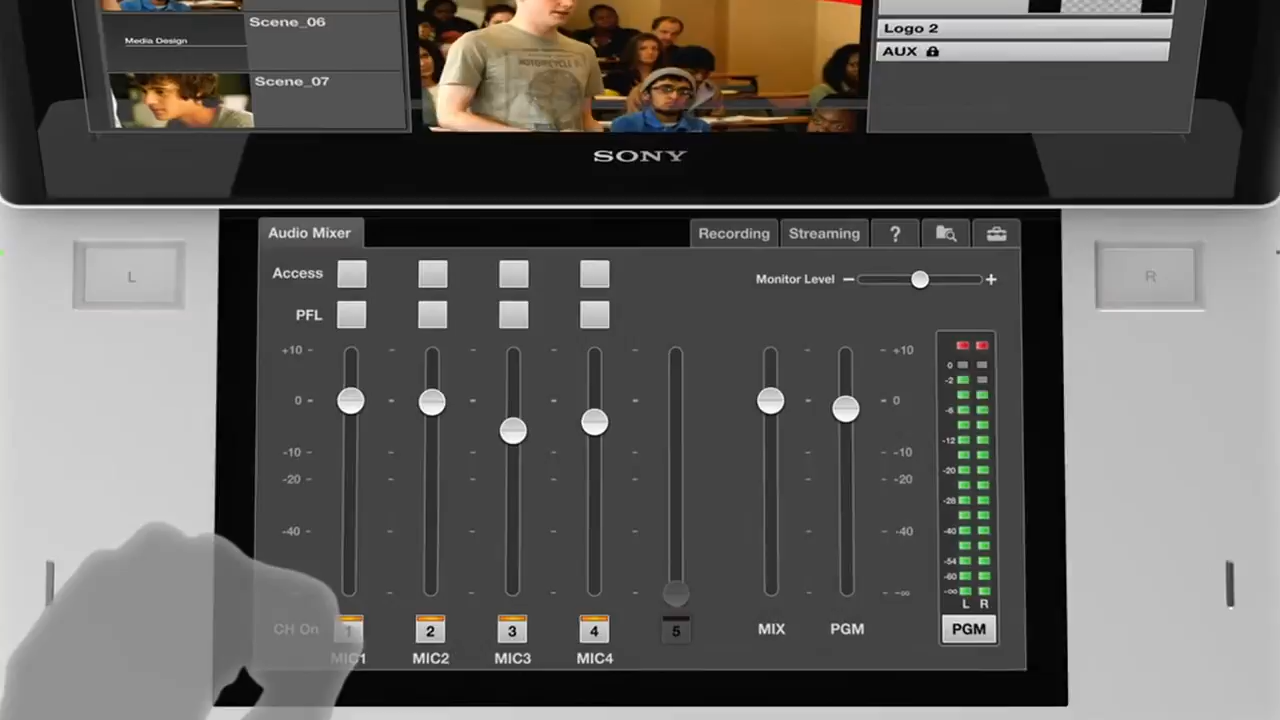 Scene_06
Media Design
Scene_07
MOTORCYCLE
Logo 2
AUX
SONY
Audio Mixer
Recording
Streaming
?
L
R
Access
Monitor Level − +
PFL
+10 +10
0 0
-10 -10
-20 -20
-40 -40
-∞
0
-2
-6
-12
-20
-28
-40
-54
-60
-∞
L R
CH On 1 2 3 4 5 MIX PGM PGM
MIC1 MIC2 MIC3 MIC4